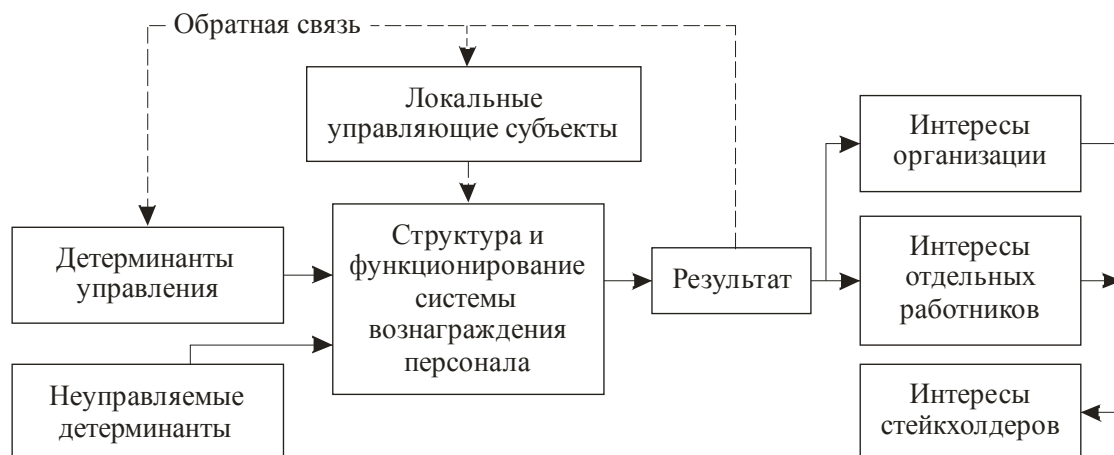 Обратная связь
Локальные
управляющие субъекты
Детерминанты
управления
Неуправляемые
детерминанты
Структура и
функционирование
системы
вознаграждения
персонала
Результат
Интересы
организации
Интересы
отдельных
работников
Интересы
стейкхолдеров